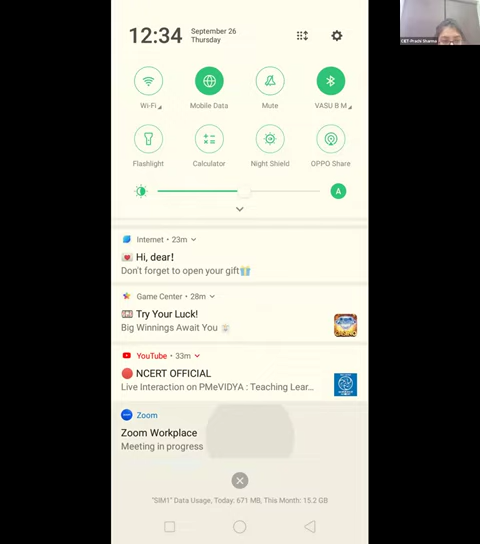 12:34
September 26
Thursday
CIET-Prachi Sharma
Wi-Fi
Mobile Data
Mute
VASU B M
Flashlight
Calculator
Night Shield
OPPO Share
A
Internet • 23m
Hi, dear!
Don't forget to open your gift
Game Center • 28m
Try Your Luck!
Big Winnings Await You
YouTube • 33m
NCERT OFFICIAL
Live Interaction on PMeVIDYA : Teaching Lear...
Zoom
Zoom Workplace
Meeting in progress
"SIM1" Data Usage, Today: 671 MB, This Month: 15.2 GB